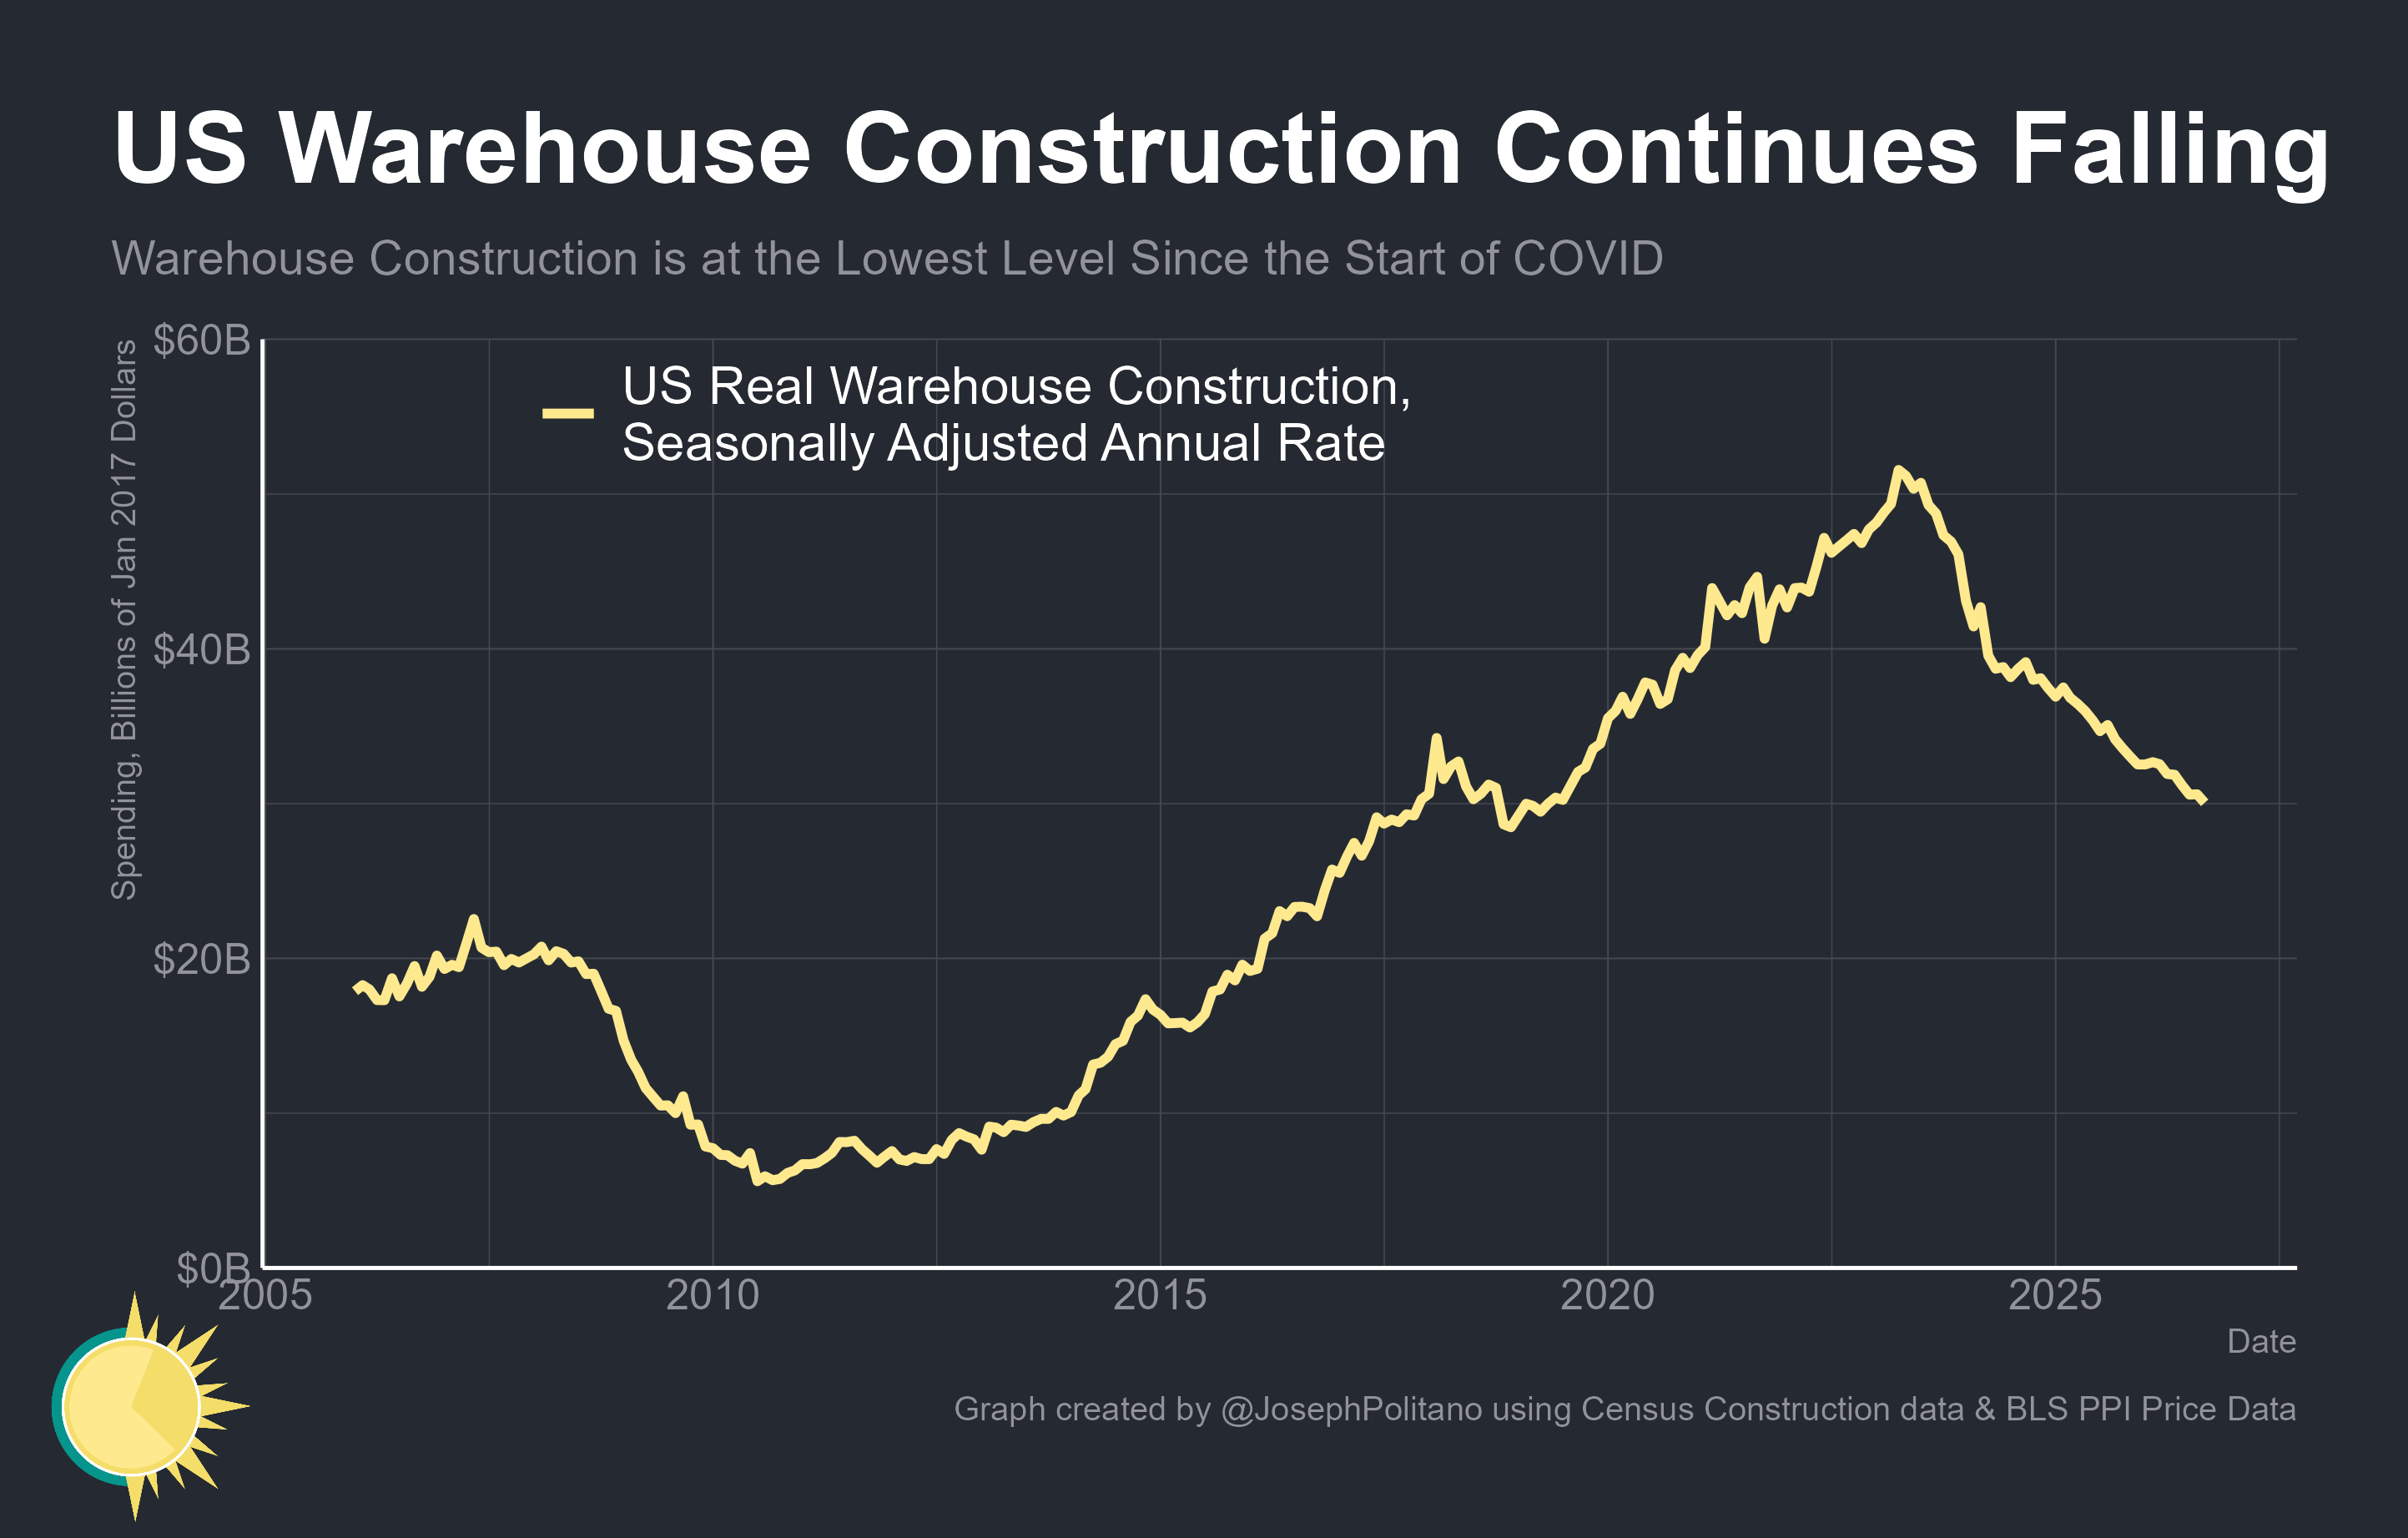 US Warehouse Construction Continues Falling
Warehouse Construction is at the Lowest Level Since the Start of COVID
Spending, Billions of Jan 2017 Dollars
$60B
$40B
$20B
$0B
US Real Warehouse Construction,
Seasonally Adjusted Annual Rate
2005 2010 2015 2020 2025
Date
Graph created by @JosephPolitano using Census Construction data & BLS PPI Price Data